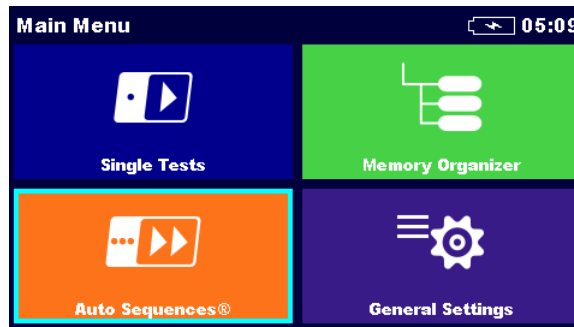 Main Menu 05:09
Single Tests
Memory Organizer
Auto Sequences®
General Settings